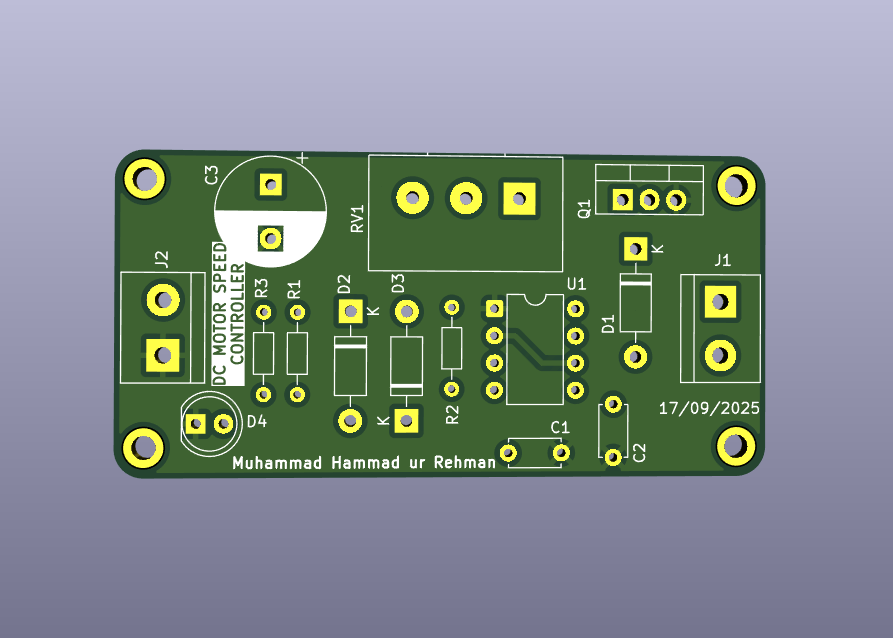 C3
+
RV1
Q1
K
J2
DC MOTOR SPEED
CONTROLLER
R3
R1
D2
K
D3
U1
J1
D1
17/09/2025
D4
K
R2
C1
C2
Muhammad Hammad ur Rehman